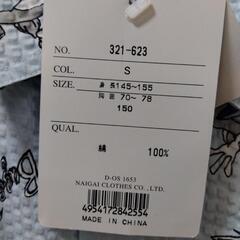 NO. 321-623
COL. S
SIZE. 身長145~155
胸囲 70~ 78
150
QUAL.
綿 100%
D-OS 1653
NAIGAI CLOTHES CO., LTD.
4954172842554
MADE IN CHINA